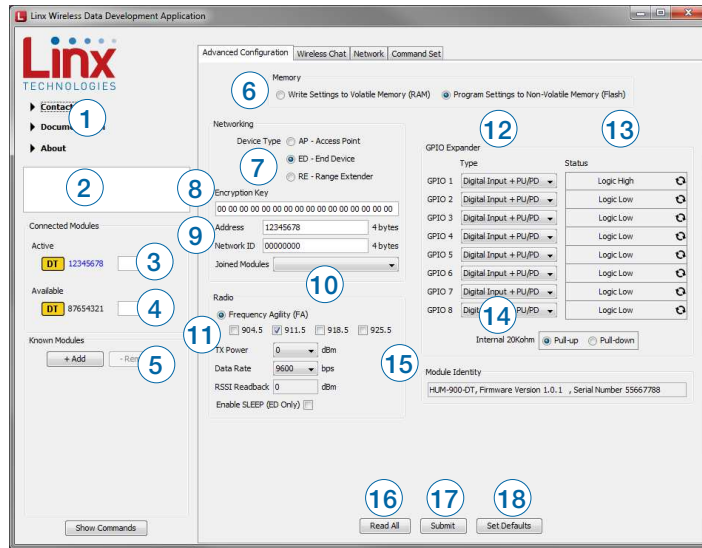 Linx Wireless Data Development Application
Linx
TECHNOLOGIES
Contac
1
Docume
About
2
Connected Modules
Active
DT 12345678
3
Available
DT 87654321
4
Known Modules
+ Add
- Re
5
Show Commands
Advanced Configuration Wireless Chat Network Command Set
Memory
6
Write Settings to Volatile Memory (RAM) Program Settings to Non-Volatile Memory (Flash)
Networking
Device Type AP - Access Point
7
ED - End Device
RE - Range Extender
8
Encryption Key
00 00 00 00 00 00 00 00 00 00 00 00 00 00 00 00
9
Address 12345678 4 bytes
Network ID 00000000 4 bytes
Joined Modules
10
Radio
Frequency Agility (FA)
11
904.5 911.5 918.5 925.5
TX Power 0 dBm
Data Rate 9600 bps
RSSI Readback 0 dBm
Enable SLEEP (ED Only)
12
13
GPIO Expander
Type Status
GPIO 1 Digital Input + PU/PD Logic High
GPIO 2 Digital Input + PU/PD Logic Low
GPIO 3 Digital Input + PU/PD Logic Low
GPIO 4 Digital Input + PU/PD Logic Low
GPIO 5 Digital Input + PU/PD Logic Low
GPIO 6 Digital Input + PU/PD Logic Low
GPIO 7 Digital Input + PU/PD Logic Low
GPIO 8 Digit PU/PD Logic Low
14
Internal 20Kohm Pull-up Pull-down
15
Module Identity
HUM-900-DT, Firmware Version 1.0.1 , Serial Number 55667788
16
17
18
Read All Submit Set Defaults